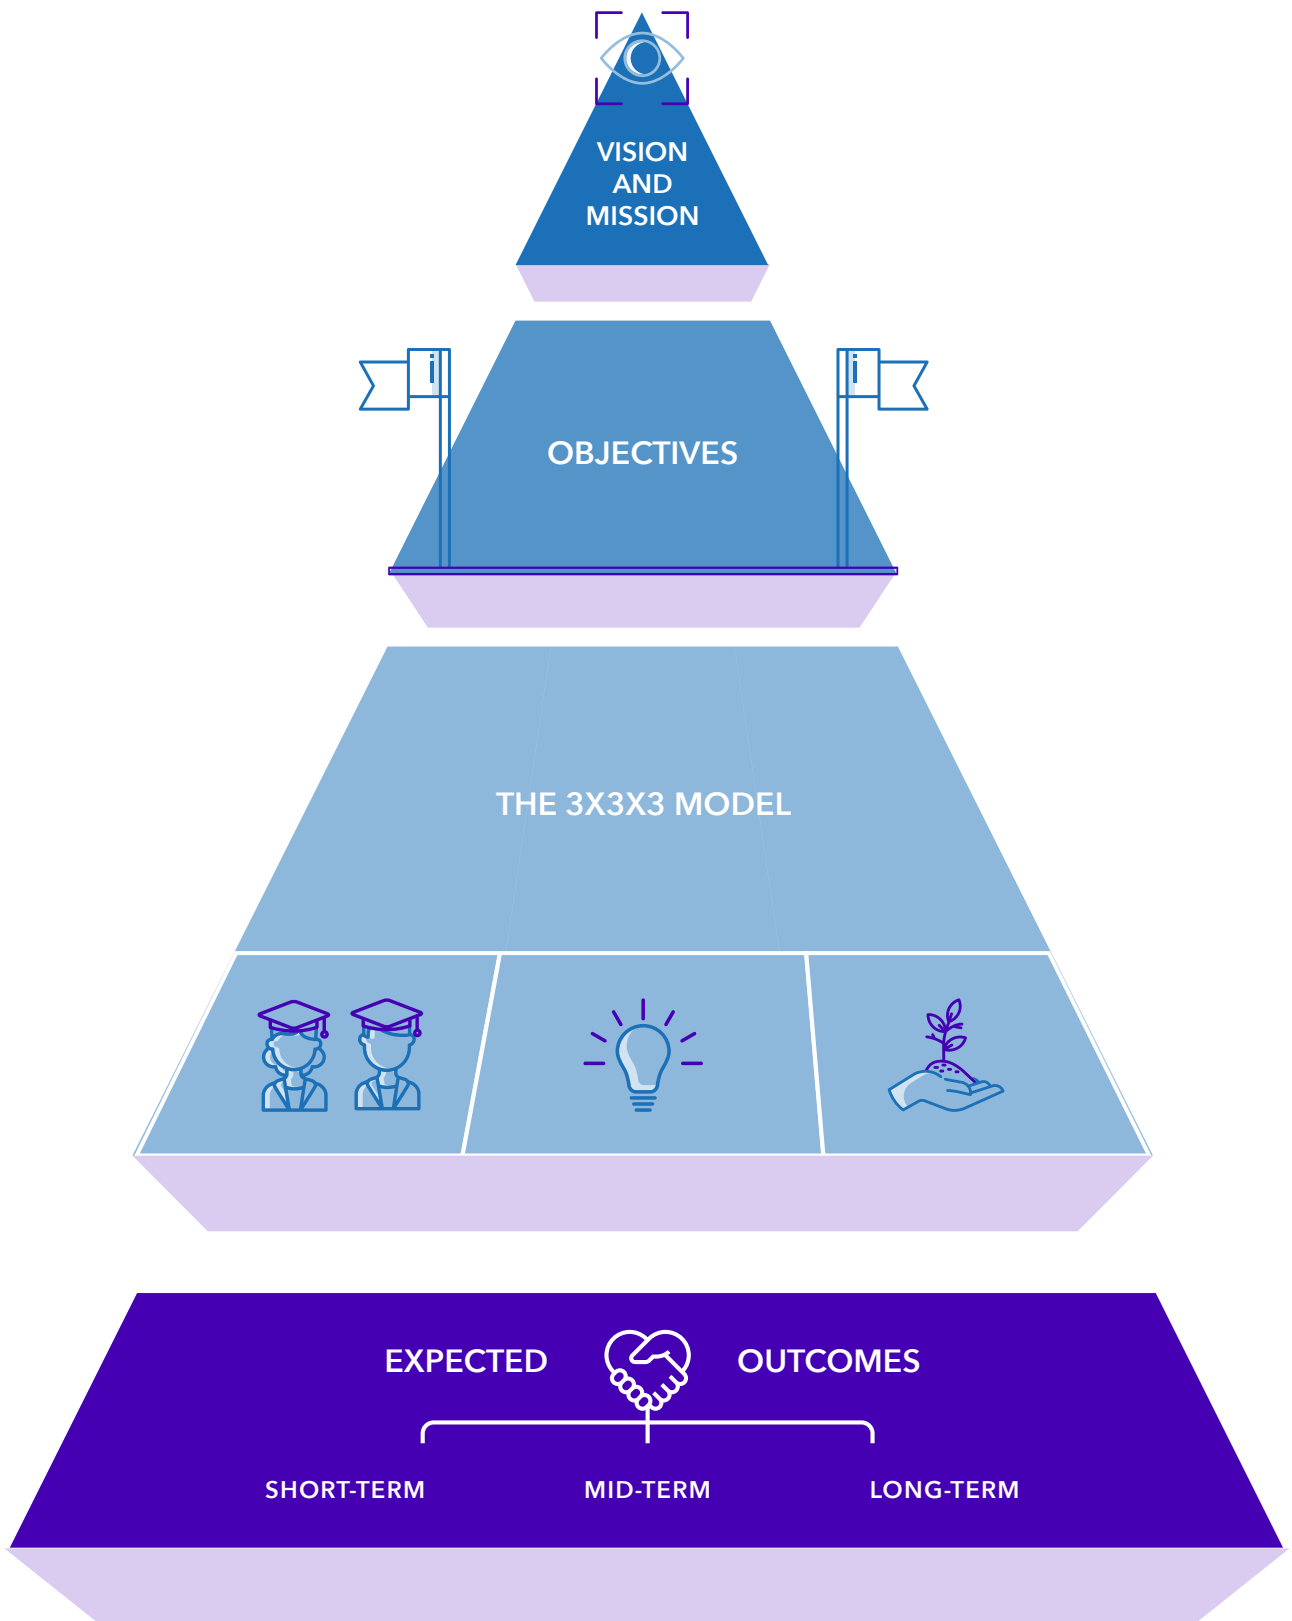 VISION
AND
MISSION
i
i
OBJECTIVES
THE 3X3X3 MODEL
EXPECTED OUTCOMES
SHORT-TERM MID-TERM LONG-TERM